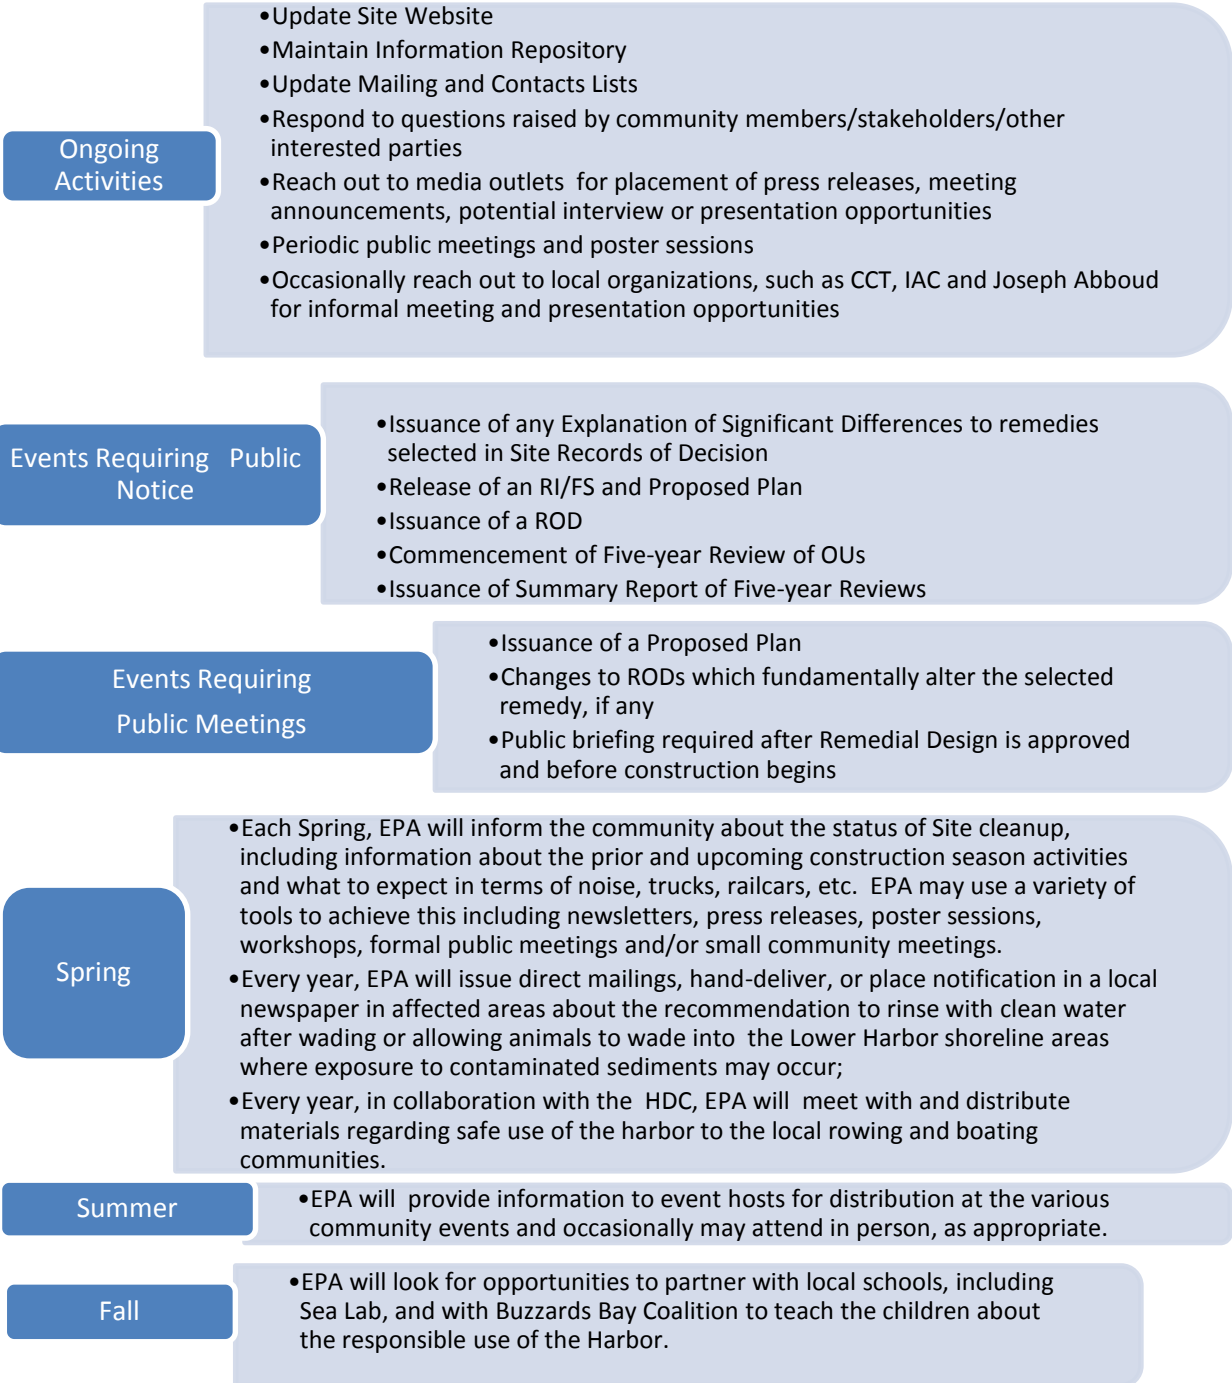 Ongoing
Activities
•Update Site Website
•Maintain Information Repository
•Update Mailing and Contacts Lists
•Respond to questions raised by community members/stakeholders/other
interested parties
•Reach out to media outlets  for placement of press releases, meeting
announcements, potential interview or presentation opportunities
•Periodic public meetings and poster sessions
•Occasionally reach out to local organizations, such as CCT, IAC and Joseph Abboud
for informal meeting and presentation opportunities
Events Requiring   Public
Notice
•Issuance of any Explanation of Significant Differences to remedies
selected in Site Records of Decision
•Release of an RI/FS and Proposed Plan
•Issuance of a ROD
•Commencement of Five-year Review of OUs
•Issuance of Summary Report of Five-year Reviews
Events Requiring
Public Meetings
•Issuance of a Proposed Plan
•Changes to RODs which fundamentally alter the selected
remedy, if any
•Public briefing required after Remedial Design is approved
and before construction begins
Spring
•Each Spring, EPA will inform the community about the status of Site cleanup,
including information about the prior and upcoming construction season activities
and what to expect in terms of noise, trucks, railcars, etc.  EPA may use a variety of
tools to achieve this including newsletters, press releases, poster sessions,
workshops, formal public meetings and/or small community meetings.
•Every year, EPA will issue direct mailings, hand-deliver, or place notification in a local
newspaper in affected areas about the recommendation to rinse with clean water
after wading or allowing animals to wade into  the Lower Harbor shoreline areas
where exposure to contaminated sediments may occur;
•Every year, in collaboration with the  HDC, EPA will  meet with and distribute
materials regarding safe use of the harbor to the local rowing and boating
communities.
Summer
•EPA will  provide information to event hosts for distribution at the various
community events and occasionally may attend in person, as appropriate.
Fall
•EPA will look for opportunities to partner with local schools, including
Sea Lab, and with Buzzards Bay Coalition to teach the children about
the responsible use of the Harbor.